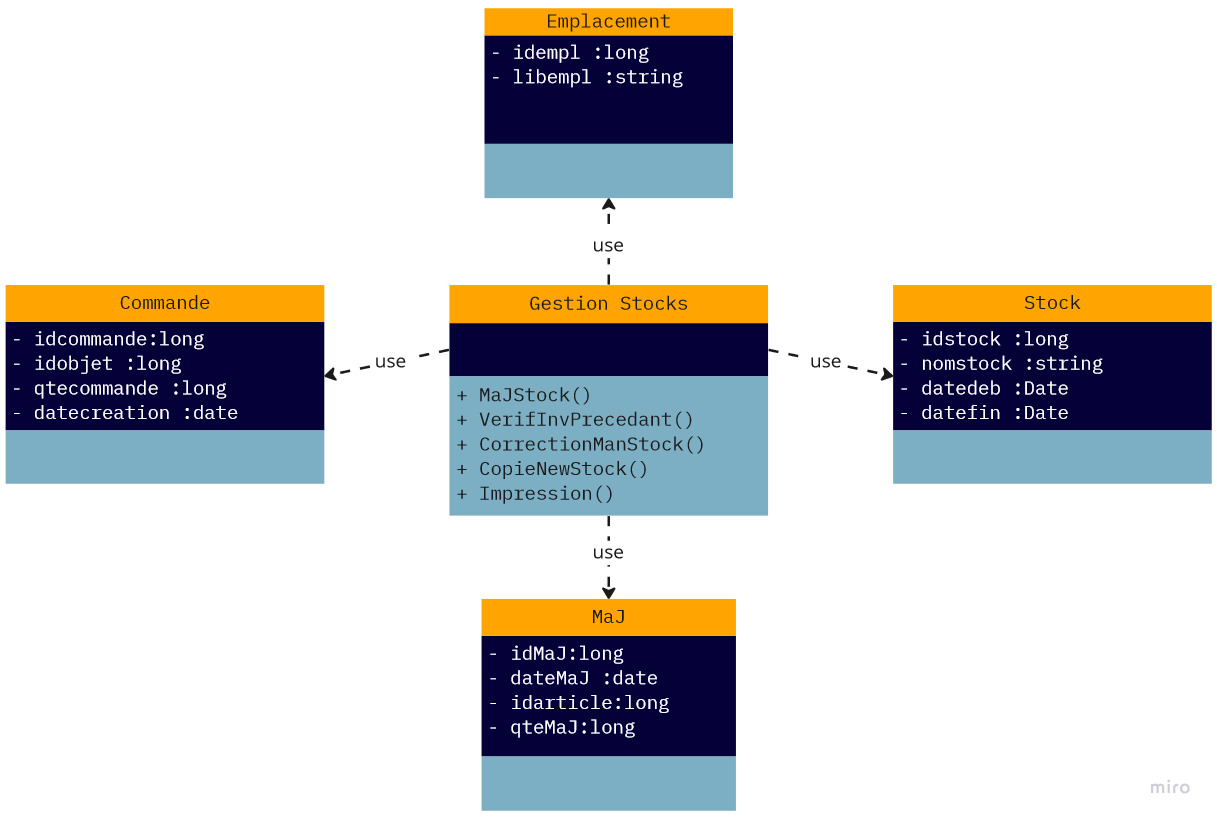 Emplacement
- idempl :long
- libempl :string
use
Commande
- idcommande:long
- idobjet :long
- qtecommande :long
- datecreation :date
use
Gestion Stocks
+ MaJStock()
+ VerifInvPrecedant()
+ CorrectionManStock()
+ CopieNewStock()
+ Impression()
use
Stock
- idstock :long
- nomstock :string
- datedeb :Date
- datefin :Date
use
MaJ
- idMaJ:long
- dateMaJ :date
- idarticle:long
- qteMaJ:long
miro